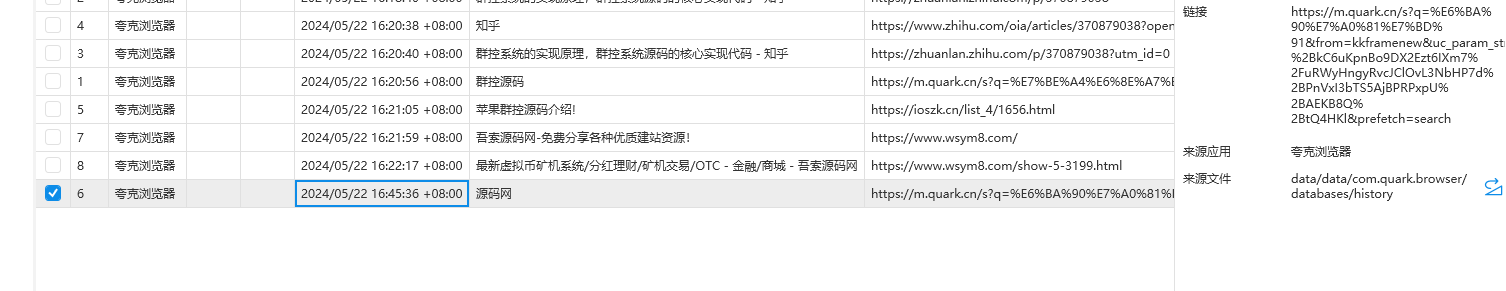 4 夸克浏览器 2024/05/22 16:20:38 +08:00 知乎 https://www.zhihu.com/oia/articles/370879038?open
3 夸克浏览器 2024/05/22 16:20:40 +08:00 群控系统的实现原理，群控系统源码的核心实现代码 - 知乎 https://zhuanlan.zhihu.com/p/370879038?utm_id=0
1 夸克浏览器 2024/05/22 16:20:56 +08:00 群控源码 https://m.quark.cn/s?q=%E7%BE%A4%E6%8E%A7%E
5 夸克浏览器 2024/05/22 16:21:05 +08:00 苹果群控源码介绍! https://ioszk.cn/list_4/1656.html
7 夸克浏览器 2024/05/22 16:21:59 +08:00 吾索源码网-免费分享各种优质建站资源! https://www.wsym8.com/
8 夸克浏览器 2024/05/22 16:22:17 +08:00 最新虚拟币矿机系统/分红理财/矿机交易/OTC - 金融/商城 - 吾索源码网 https://www.wsym8.com/show-5-3199.html
6 夸克浏览器 2024/05/22 16:45:36 +08:00 源码网 https://m.quark.cn/s?q=%E6%BA%90%E7%A0%81%
链接 https://m.quark.cn/s?q=%E6%BA%
90%E7%A0%81%E7%BD%
91&from=kkframenew&uc_param_str
%2BkC6uKpnBo9DX2Ezt6IXm7%
2FuRWyHngyRvcJClOvL3NbHP7d%
2BPnVxI3bTS5AjBPRPxpU%
2BAEKB8Q%
2BtQ4HKl&prefetch=search
来源应用 夸克浏览器
来源文件 data/data/com.quark.browser/
databases/history